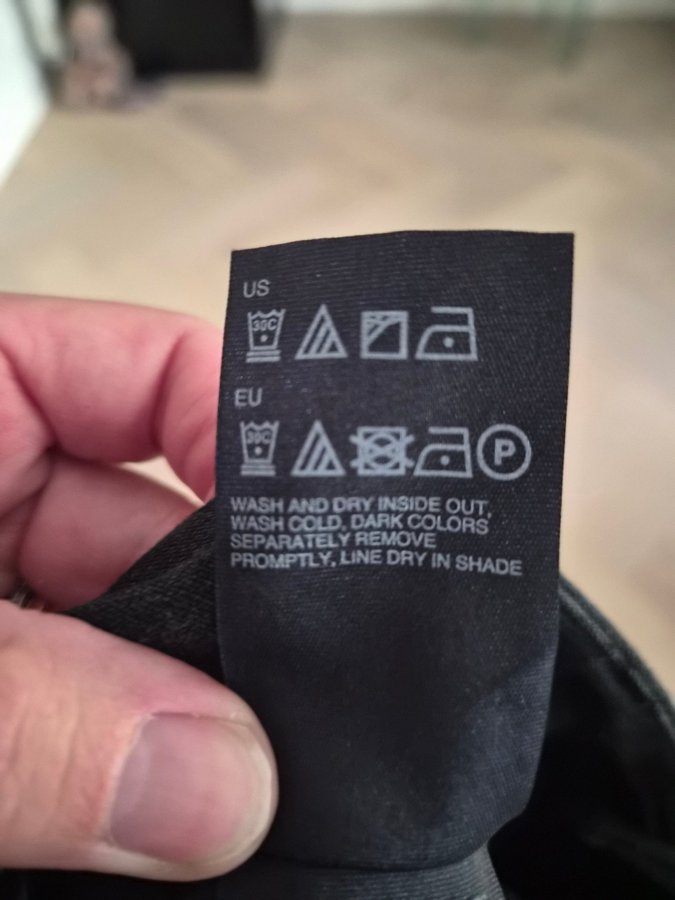 US
30C
EU
30C
P
WASH AND DRY INSIDE OUT,
WASH COLD, DARK COLORS
SEPARATELY REMOVE
PROMPTLY, LINE DRY IN SHADE